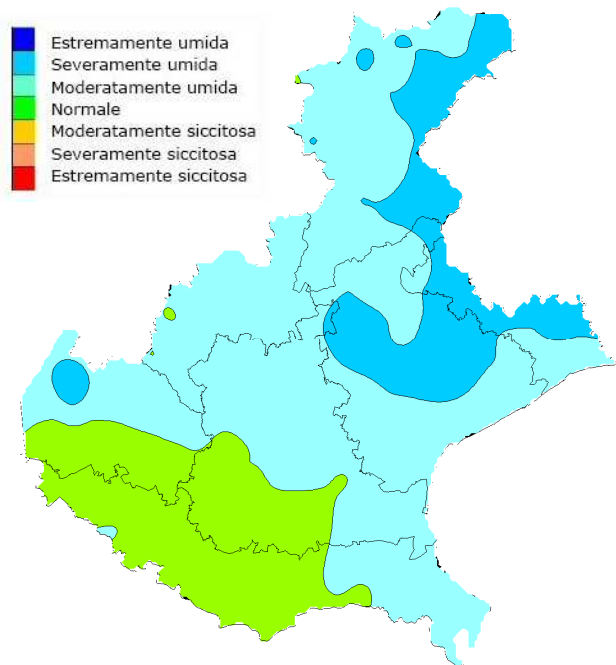 Estremamente umida
Severamente umida
Moderatamente umida
Normale
Moderatamente siccitosa
Severamente siccitosa
Estremamente siccitosa